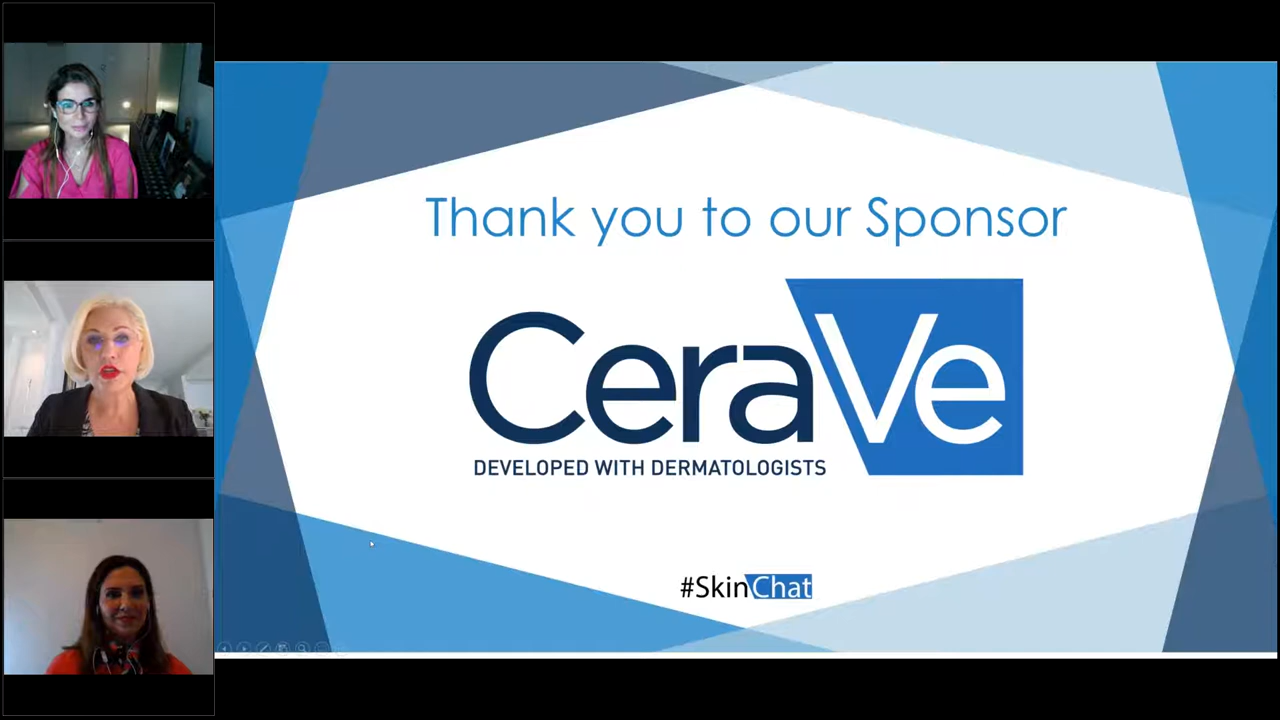 Thank you to our Sponsor
CeraVe
DEVELOPED WITH DERMATOLOGISTS
#SkinChat